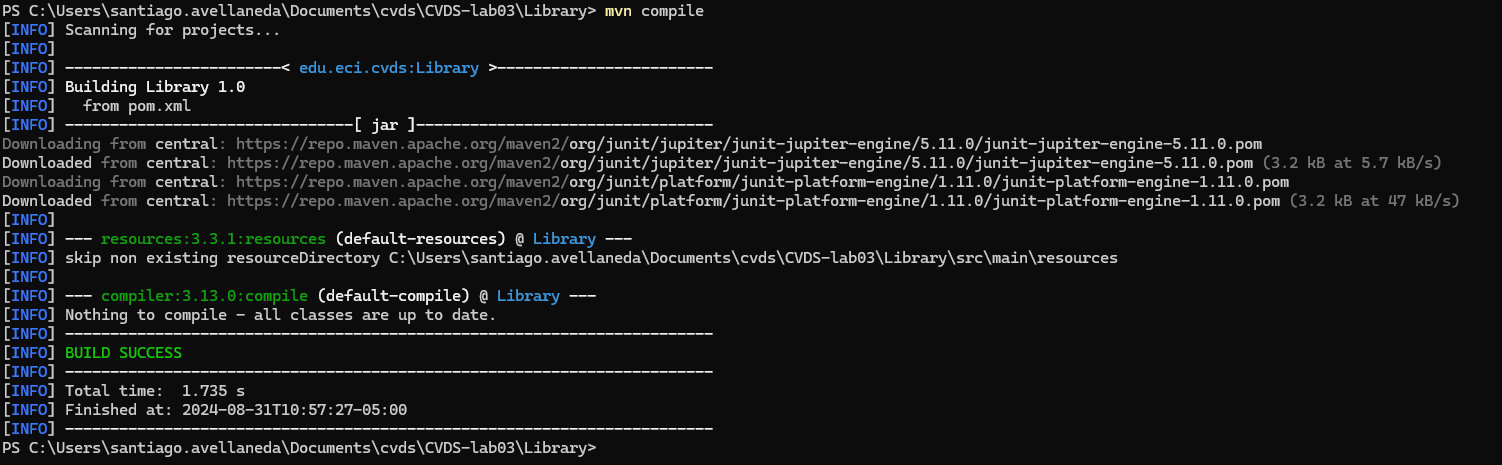 PS C:\Users\santiago.avellaneda\Documents\cvds\CVDS-lab03\Library> mvn compile
[INFO] Scanning for projects...
[INFO]
[INFO] ------------------------< edu.eci.cvds:Library >------------------------
[INFO] Building Library 1.0
[INFO]   from pom.xml
[INFO] --------------------------------[ jar ]---------------------------------
Downloading from central: https://repo.maven.apache.org/maven2/org/junit/jupiter/junit-jupiter-engine/5.11.0/junit-jupiter-engine-5.11.0.pom
Downloaded from central: https://repo.maven.apache.org/maven2/org/junit/jupiter/junit-jupiter-engine/5.11.0/junit-jupiter-engine-5.11.0.pom (3.2 kB at 5.7 kB/s)
Downloading from central: https://repo.maven.apache.org/maven2/org/junit/platform/junit-platform-engine/1.11.0/junit-platform-engine-1.11.0.pom
Downloaded from central: https://repo.maven.apache.org/maven2/org/junit/platform/junit-platform-engine/1.11.0/junit-platform-engine-1.11.0.pom (3.2 kB at 47 kB/s)
[INFO]
[INFO] --- resources:3.3.1:resources (default-resources) @ Library ---
[INFO] skip non existing resourceDirectory C:\Users\santiago.avellaneda\Documents\cvds\CVDS-lab03\Library\src\main\resources
[INFO]
[INFO] --- compiler:3.13.0:compile (default-compile) @ Library ---
[INFO] Nothing to compile - all classes are up to date.
[INFO] ------------------------------------------------------------------------
[INFO] BUILD SUCCESS
[INFO] ------------------------------------------------------------------------
[INFO] Total time:  1.735 s
[INFO] Finished at: 2024-08-31T10:57:27-05:00
[INFO] ------------------------------------------------------------------------
PS C:\Users\santiago.avellaneda\Documents\cvds\CVDS-lab03\Library>